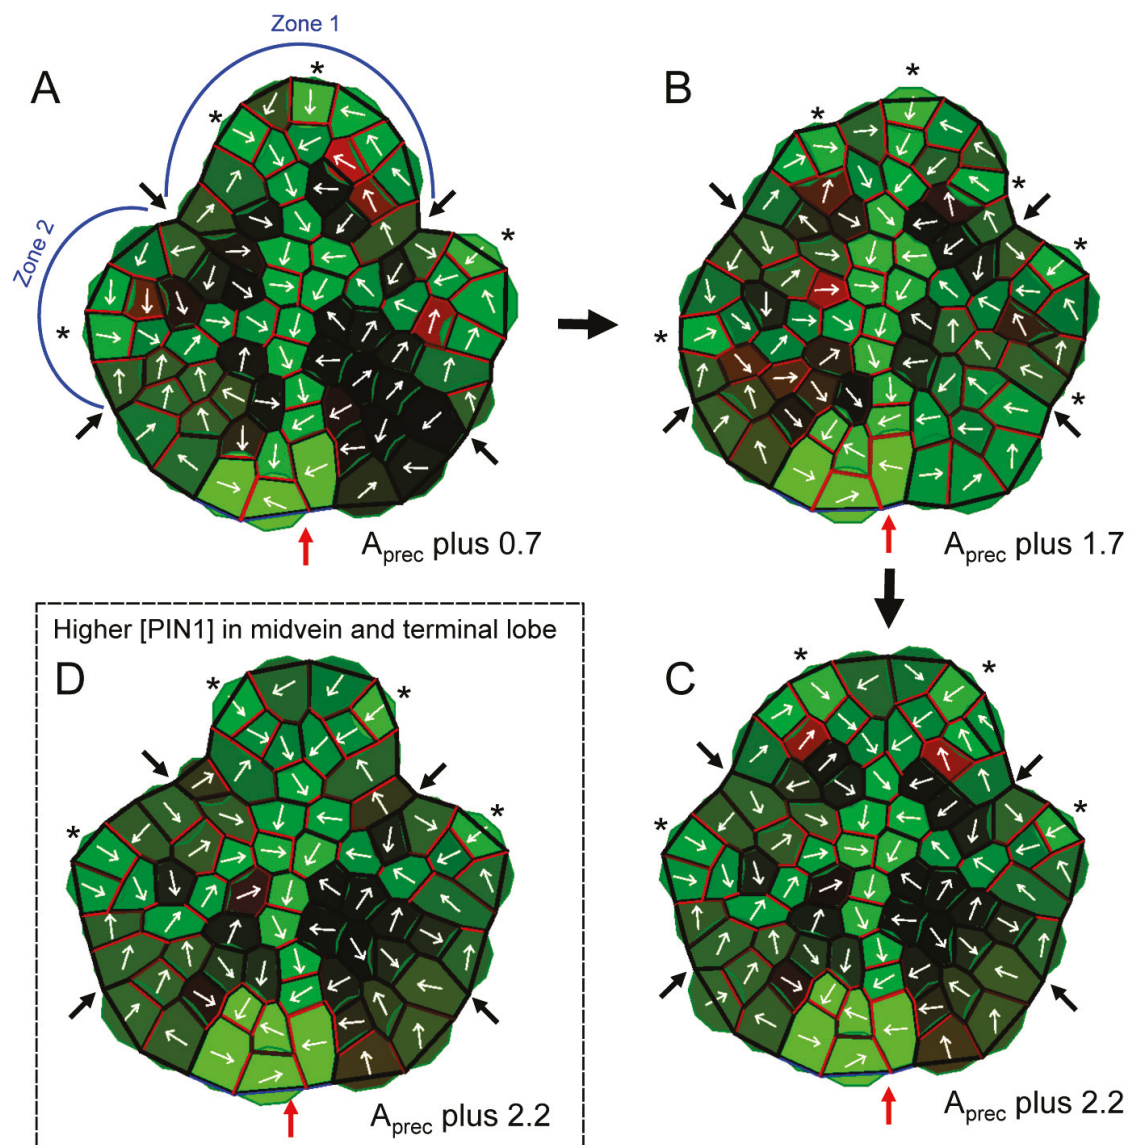 Zone 1
A
*
*
Zone 2
*
*
A_prec plus 0.7
B
*
*
*
*
*
*
A_prec plus 1.7
Higher [PIN1] in midvein and terminal lobe
D
*
*
*
*
A_prec plus 2.2
C
*
*
*
*
A_prec plus 2.2